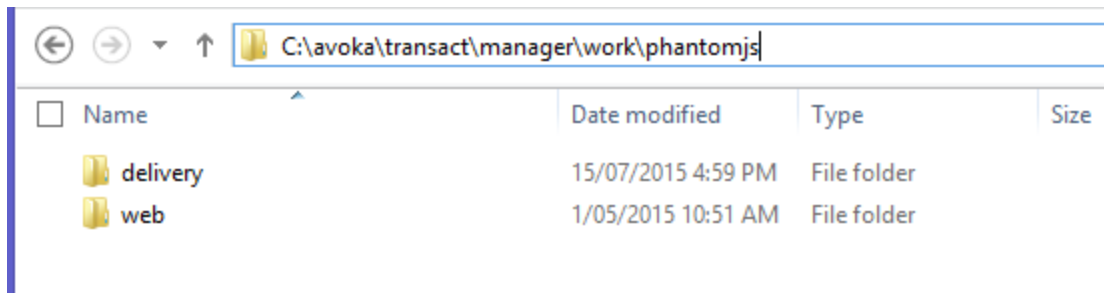 C:\avoka\transact\manager\work\phantomjs
Name Date modified Type Size
delivery 15/07/2015 4:59 PM File folder
web 1/05/2015 10:51 AM File folder